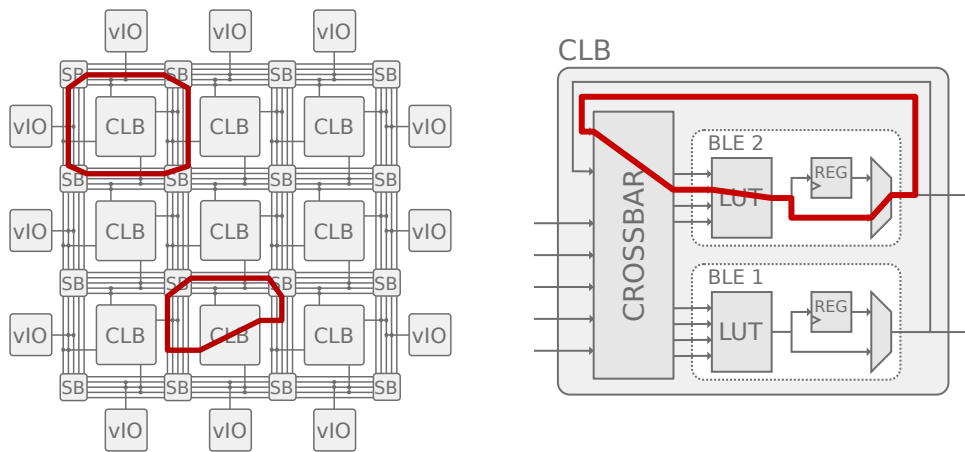 vIO vIO vIO
SB SB SB SB
vIO CLB CLB CLB vIO
SB SB SB SB
vIO CLB CLB CLB vIO
SB SB SB SB
vIO CLB CLB CLB vIO
SB SB SB SB
vIO vIO vIO
CLB
CROSSBAR
BLE 2
LUT
REG
BLE 1
LUT
REG